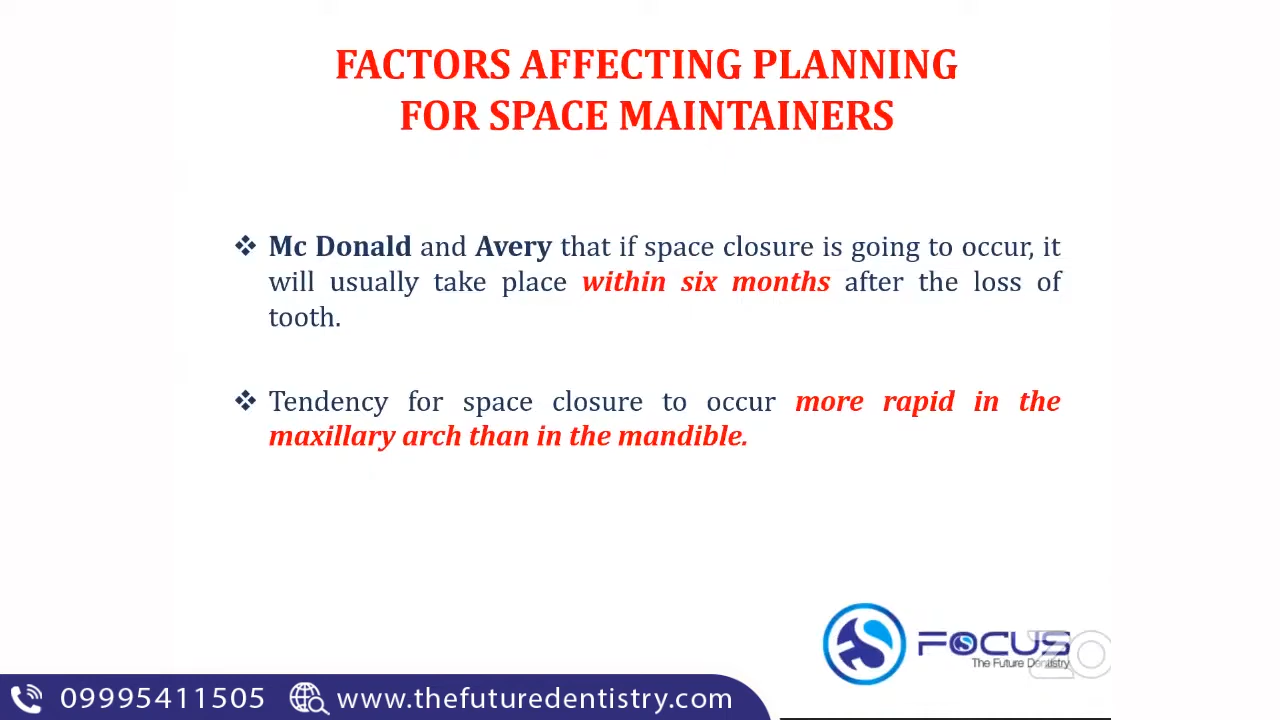 FACTORS AFFECTING PLANNING
FOR SPACE MAINTAINERS
❖ Mc Donald and Avery that if space closure is going to occur, it
will usually take place within six months after the loss of
tooth.
❖ Tendency for space closure to occur more rapid in the
maxillary arch than in the mandible.
FOCUS
The Future Dentistry
09995411505 www.thefuturedentistry.com